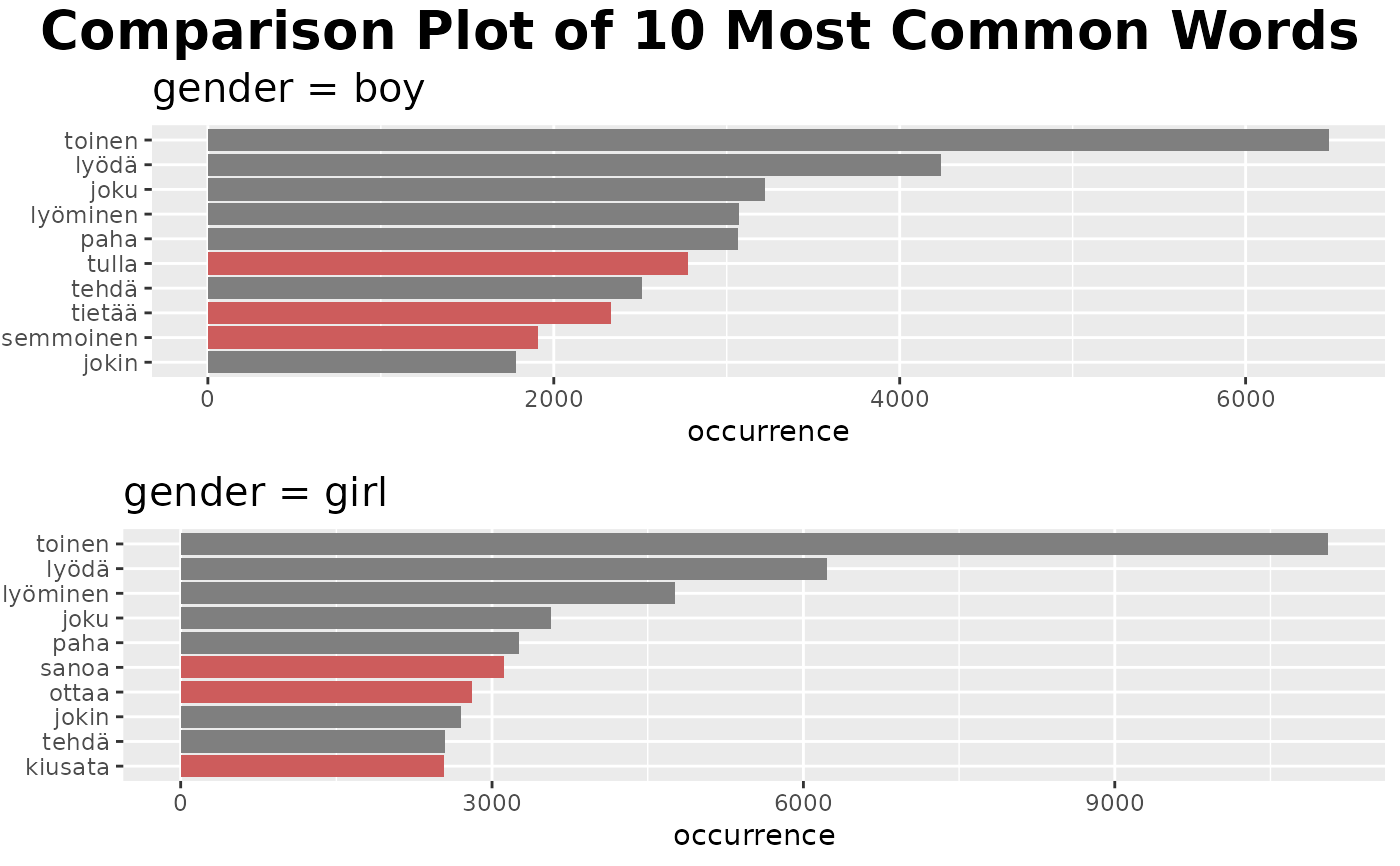 Comparison Plot of 10 Most Common Words
gender = boy
toinen
lyödä
joku
lyöminen
paha
tulla
tehdä
tietää
semmoinen
jokin
0 2000 4000 6000
occurrence
gender = girl
toinen
lyödä
lyöminen
joku
paha
sanoa
ottaa
jokin
tehdä
kiusata
0 3000 6000 9000
occurrence